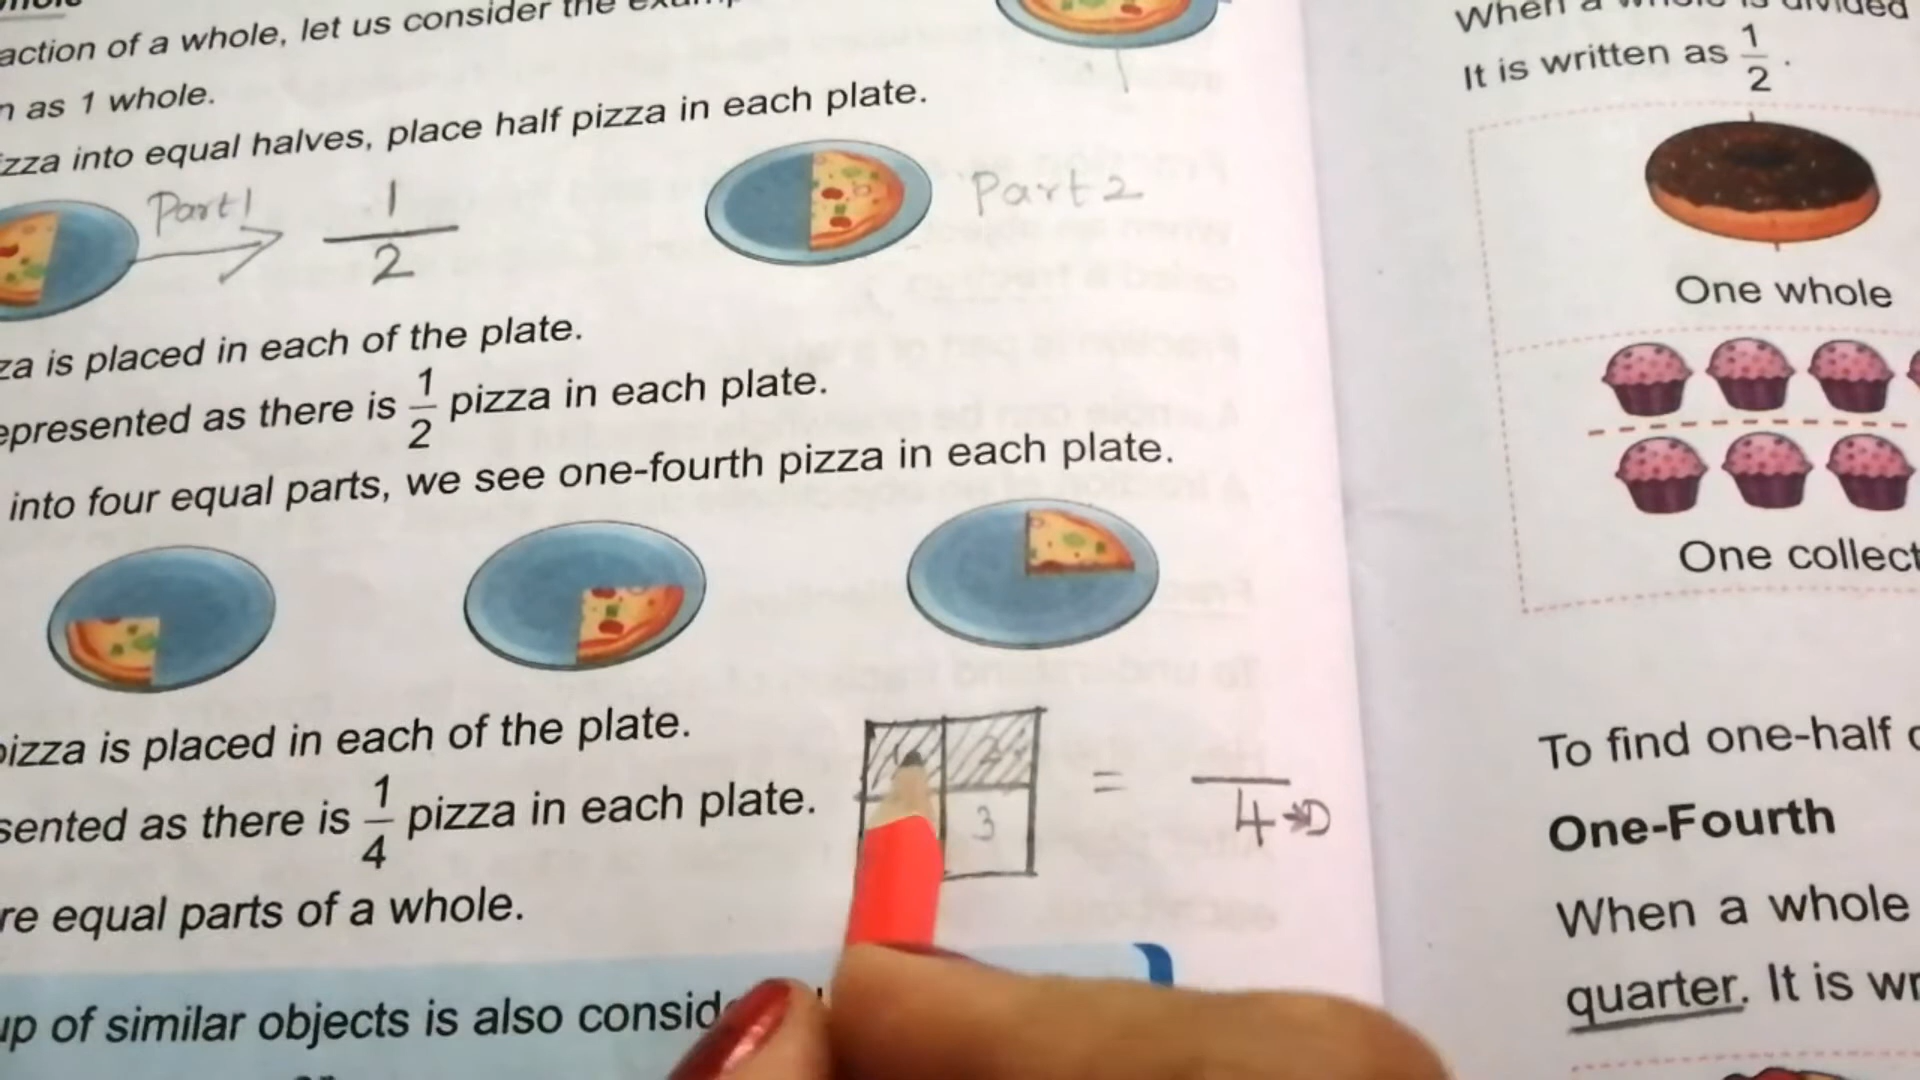 action of a whole, let us consider the
as 1 whole.
zza into equal halves, place half pizza in each plate.
Part 1
1
2
Part 2
za is placed in each of the plate.
epresented as there is 1/2 pizza in each plate.
into four equal parts, we see one-fourth pizza in each plate.
pizza is placed in each of the plate.
sented as there is 1/4 pizza in each plate.
3
=
4→D
re equal parts of a whole.
up of similar objects is also consid
When a whole is divided
It is written as 1/2.
One whole
One collect
To find one-half
One-Fourth
When a whole
quarter. It is wr